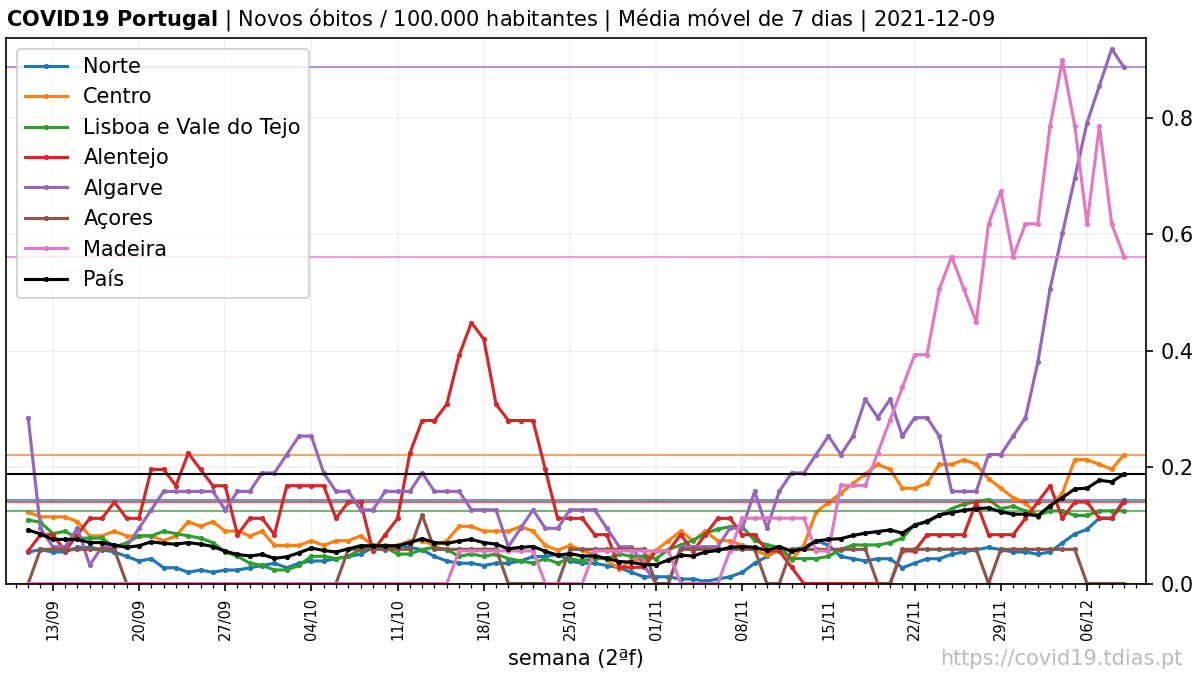 COVID19 Portugal | Novos óbitos / 100.000 habitantes | Média móvel de 7 dias | 2021-12-09
Norte
Centro
Lisboa e Vale do Tejo
Alentejo
Algarve
Açores
Madeira
País
0.8
0.6
0.4
0.2
0.0
13/09
20/09
27/09
04/10
11/10
18/10
25/10
01/11
08/11
15/11
22/11
29/11
06/12
semana (2ªf)
https://covid19.tdias.pt